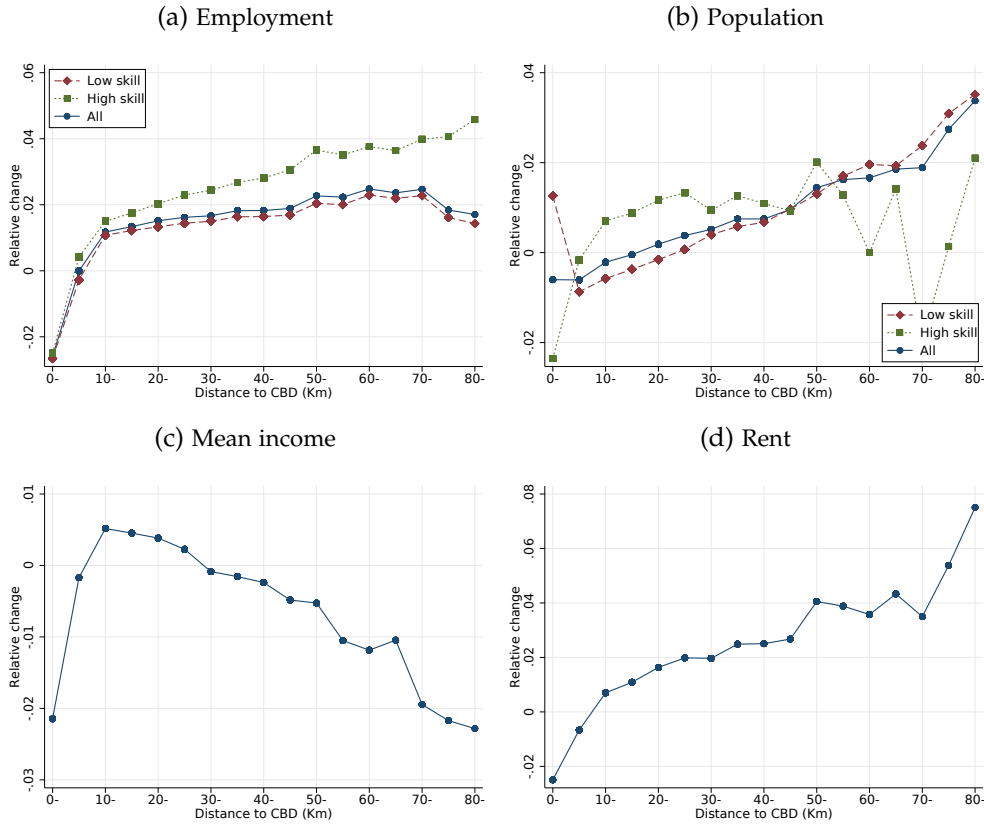 (a) Employment
.06
.04
.02
0
-.02
Relative change
Low skill
High skill
All
0- 10- 20- 30- 40- 50- 60- 70- 80-
Distance to CBD (Km)
(b) Population
.04
.02
0
-.02
Relative change
Low skill
High skill
All
0- 10- 20- 30- 40- 50- 60- 70- 80-
Distance to CBD (Km)
(c) Mean income
.01
0
-.01
-.02
-.03
Relative change
0- 10- 20- 30- 40- 50- 60- 70- 80-
Distance to CBD (Km)
(d) Rent
.08
.06
.04
.02
0
-.02
Relative change
0- 10- 20- 30- 40- 50- 60- 70- 80-
Distance to CBD (Km)